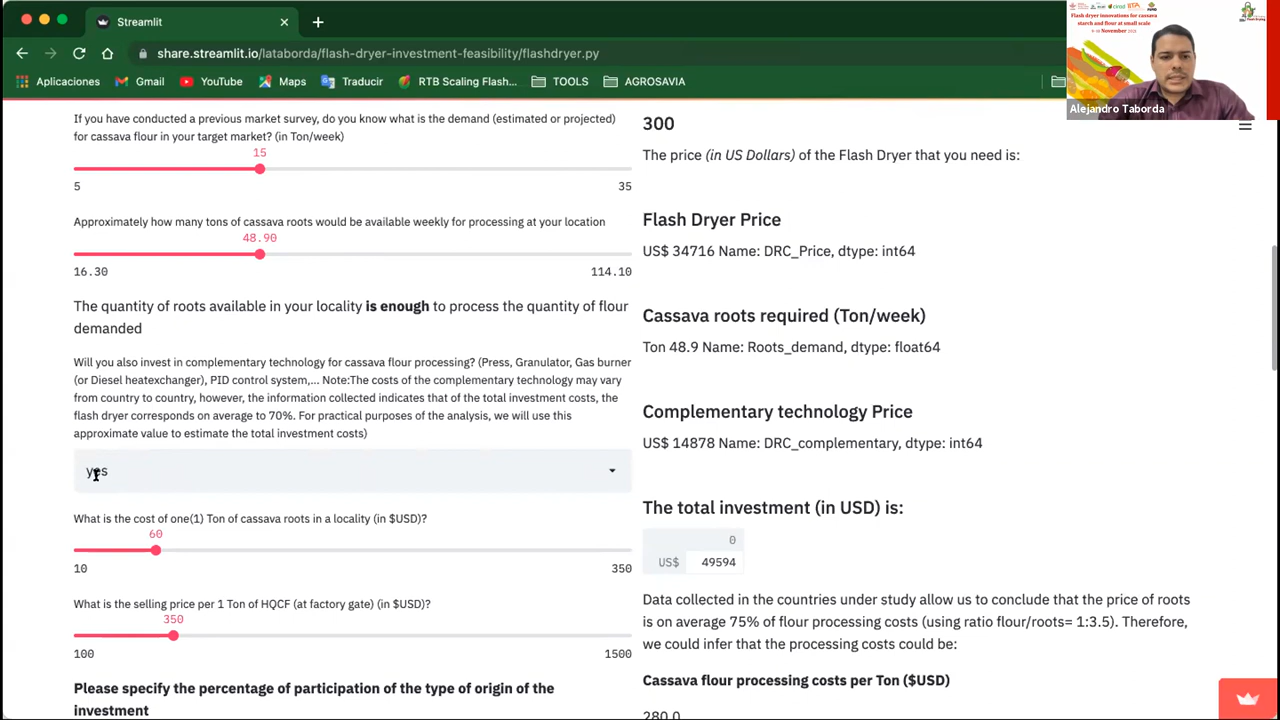 Streamlit
share.streamlit.io
Aplicaciones
Gmail
YouTube
Maps
AGROSAVIA
Flash dryer innovations for cassava
starch and flour at small scale
Alejandro Taborda
If you have conducted a previous market survey, do you know the demand (estimated or projected)
for cassava flour in your target market? (in Ton/week)
15
5
35
Approximately how many tons of cassava roots would be available weekly for processing at your location
48.90
16.30
114.10
The quantity of roots available in your locality is enough to process the quantity of flour
demanded
Will you also invest in complementary technology for cassava flour processing? (Press, Granulator, Gas burner
(or Diesel heatexchanger), PID control system,... Note:The costs of the complementary technology may vary
from country to country, however, the information collected indicates that of the total investment costs, the
flash dryer corresponds on average to 70%. For practical purposes of the analysis, we will use this
approximate value to estimate the total investment costs)
yes
What is the cost of one(1) Ton of cassava roots in a locality (in $USD)?
60
10
350
What is the selling price per 1 Ton of HQCF (at factory gate) (in $USD)?
350
100
1500
Please specify the percentage of participation of the type of origin of the
investment
300
The price (in US Dollars) of the Flash Dryer that you need is:
Flash Dryer Price
US$ 34716 Name: DRC_Price, dtype: int64
Cassava roots required (Ton/week)
Ton 48.9 Name: Roots_demand, dtype: float64
Complementary technology Price
US$ 14878 Name: DRC_complementary, dtype: int64
The total investment (in USD) is:
0
US$ 49594
Data collected in the countries under study allow us to conclude that the price of roots
is on average 75% of flour processing costs (using ratio flour/roots= 1:3.5). Therefore,
we could infer that the processing costs could be:
Cassava flour processing costs per Ton ($USD)
280.0